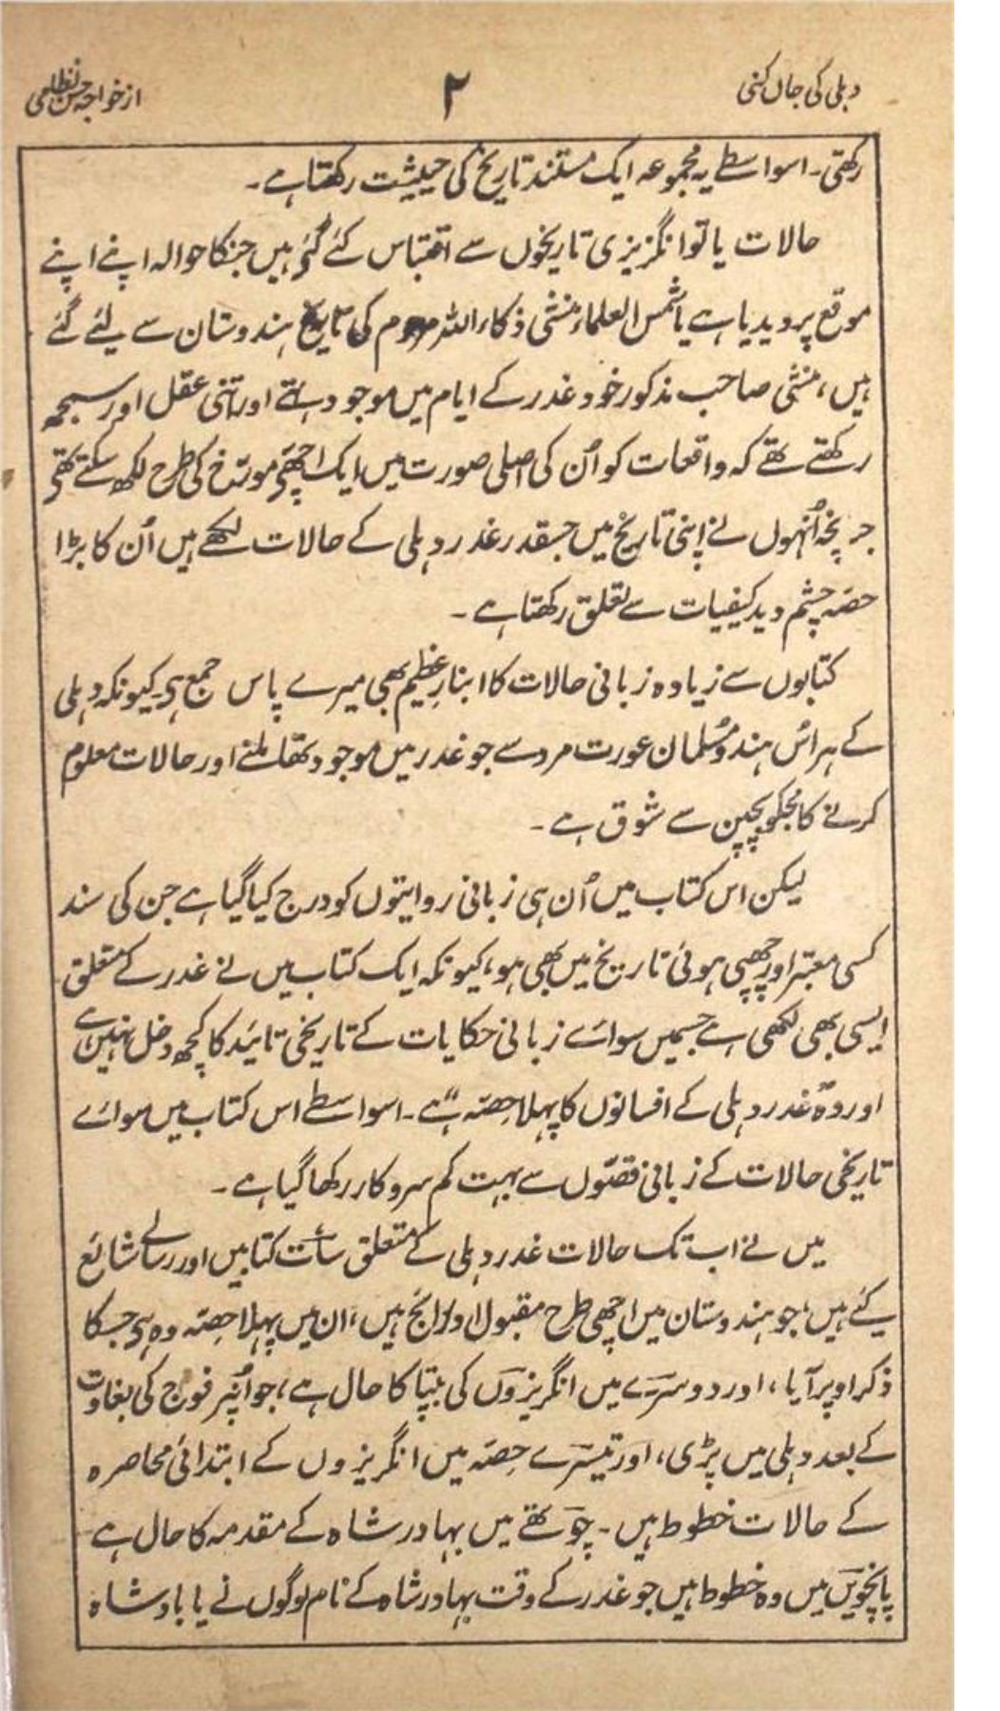 دہلی کی جاں کنی
۲
از خواجہ حسن نظامی
رکھتی۔ اسواسطے یہ مجموعہ ایک مستند تاریخ کی حیثیت رکھتا ہے۔
حالات یا تو انگریزی تاریخوں سے اقتباس کئے گئے ہیں جنکا حوالہ اپنے اپنے
موقع پر دیدیا ہے یا شمس العلماء منشی ذکاء اللہ مرحوم کی تاریخ ہندوستان سے لئے گئے
ہیں، منشی صاحب مذکور خود غدر کے ایام میں موجود تھے اور اتنی عقل اور سمجھ
رکھتے تھے کہ واقعات کو اُن کی اصلی صورت میں ایک اچھے مورّخ کی طرح لکھ سکتے تھے
چنانچہ اُنہوں نے اپنی تاریخ میں جسقدر غدر دہلی کے حالات لکھے ہیں اُن کا بڑا
حصہ چشم دید کیفیات سے تعلق رکھتا ہے۔
کتابوں سے زیادہ زبانی حالات کا انبار عظیم بھی میرے پاس جمع ہی۔ کیونکہ دہلی
کے ہر اُس ہندو مُسلمان عورت مرد سے جو غدر میں موجود تھا ملنے اور حالات معلوم
کرنے کا مجکو بچپن سے شوق ہے۔
لیکن اس کتاب میں اُن ہی زبانی روایتوں کو درج کیا گیا ہے جن کی سند
کسی معتبر اور چھپی ہوئی تاریخ میں بھی ہو، کیونکہ ایک کتاب میں نے غدر کے متعلق
ایسی بھی لکھی ہے جسمیں سوائے زبانی حکایات کے تاریخی تائید کا کچھ دخل نہیں ہے
اور وہ غدر دہلی کے افسانوں کا پہلا حصہ" ہے۔ اسواسطے اس کتاب میں سوائے
تاریخی حالات کے زبانی قصّوں سے بہت کم سروکار رکھا گیا ہے۔
میں نے اب تک حالات غدر دہلی کے متعلق سات کتابیں اور رسالے شائع
کئے ہیں، جو ہندوستان میں اچھی طرح مقبول اور رائج ہیں، ان میں پہلا حصہ وہ ہی جسکا
ذکر اوپر آیا، اور دوسرے میں انگریزوں کی بپتا کا حال ہے، جو اُنپر فوج کی بغاوت
کے بعد دہلی میں پڑی، اور تیسرے حصّہ میں انگریزوں کے ابتدائی محاصرہ
کے حالات خطوط ہیں۔ چوتھے میں بہادر شاہ کے مقدمہ کا حال ہے
پانچویں میں وہ خطوط ہیں جو غدر کے وقت بہادر شاہ کے نام لوگوں نے یا بادشاہ